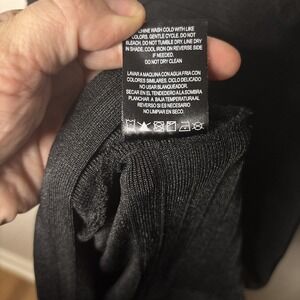 CHINE WASH COLD WITH LIKE
COLORS. GENTLE CYCLE. DO NOT
BLEACH. DO NOT TUMBLE DRY. LINE DRY
IN SHADE. COOL IRON ON REVERSE SIDE
IF NEEDED.
DO NOT DRY CLEAN
LAVAR A MAQUINA CON AGUA FRIA CON
COLORES SIMILARES. CICLO DELICADO
NO USAR BLANQUEADOR.
SECAR EN EL TENDEDERO A LA SOMBRA
PLANCHAR A BAJA TEMPERATURA AL
REVERSO SI ES NECESARIO
NO LIMPIAR EN SECO.